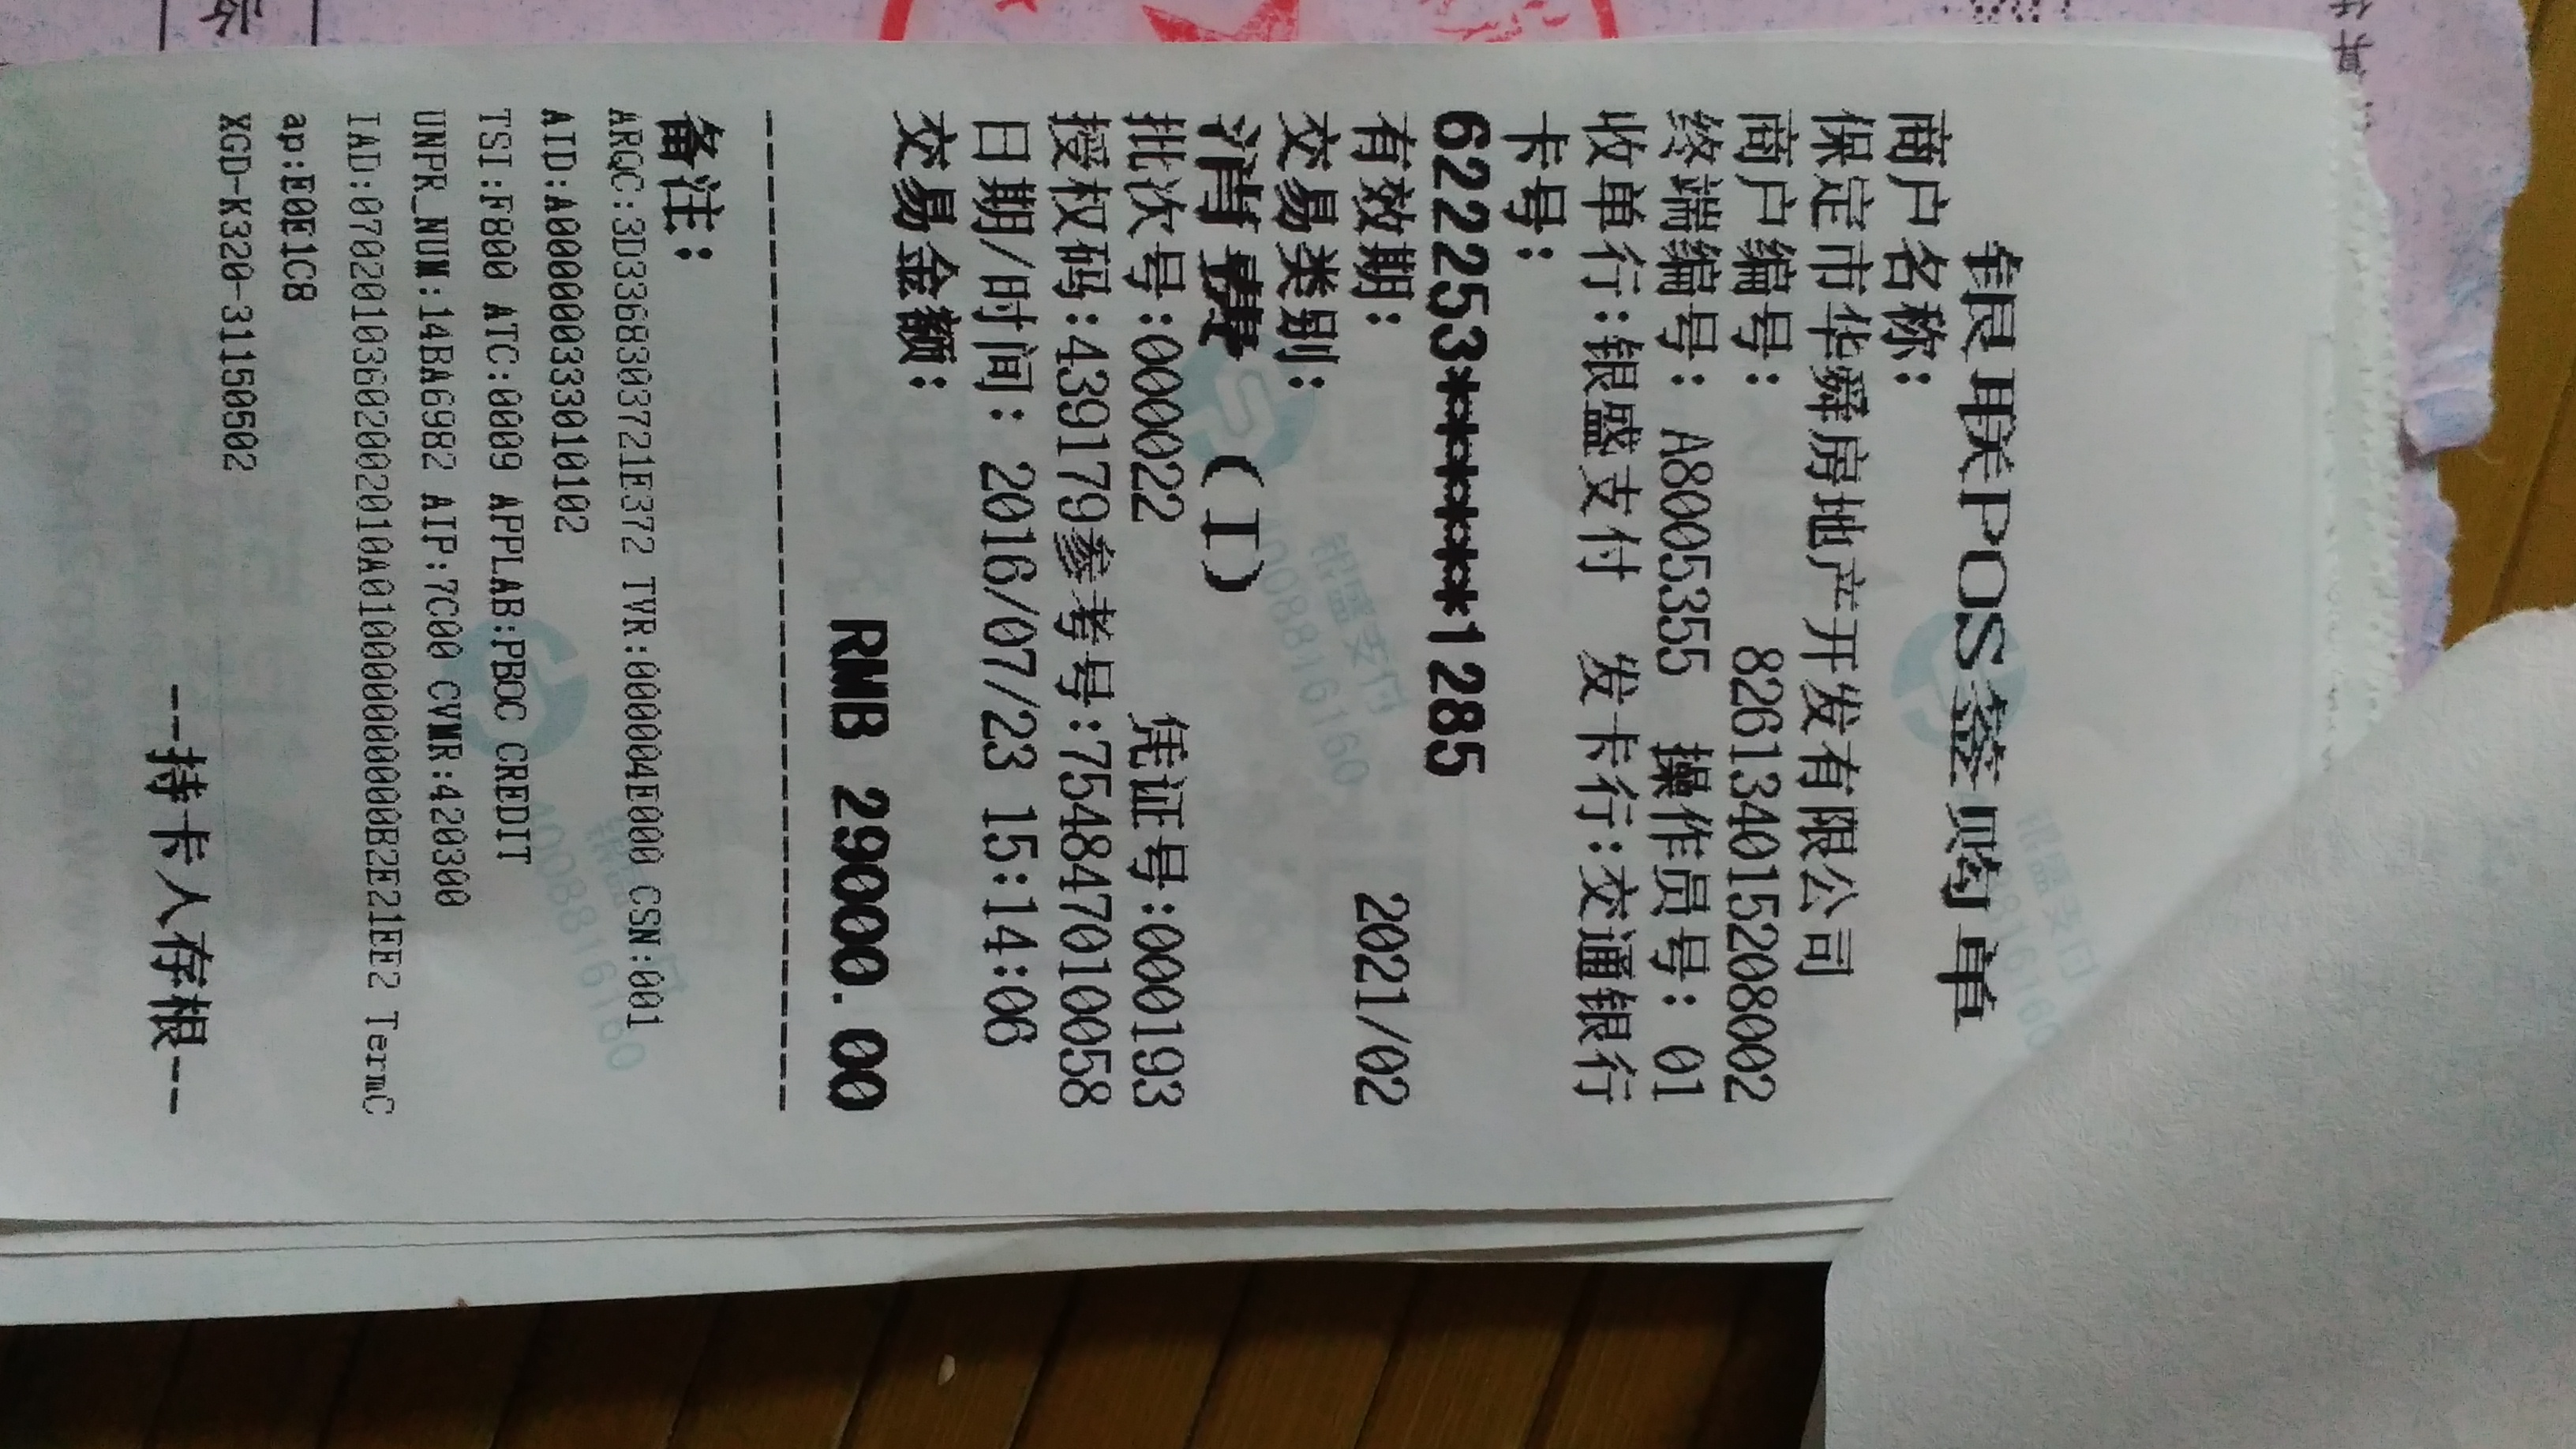 银联POS签购单
商户名称:
保定市华舜房地产开发有限公司
商户编号: 826134015208002
终端编号: A8005355 操作员号: 01
收单行:银盛支付 发卡行:交通银行
卡号:
622253******1285
有效期: 2021/02
交易类别:
消费 (I)
批次号:000022 凭证号:000193
授权码:439179参考号:754847010058
日期/时间: 2016/07/23 15:14:06
交易金额:
RMB 29000.00
备注:
ARQC:3D3368303721E372 TVR:000004E000 CSN:001
AID:A000000333010102
TSI:F800 ATC:0009 APPLAB:PBOC CREDIT
UNPR_NUM:14BA6982 AIP:7C00 CVMR:420300
ap:E0E1C8
XGD-K320-31150502
---持卡人存根---
银盛支付